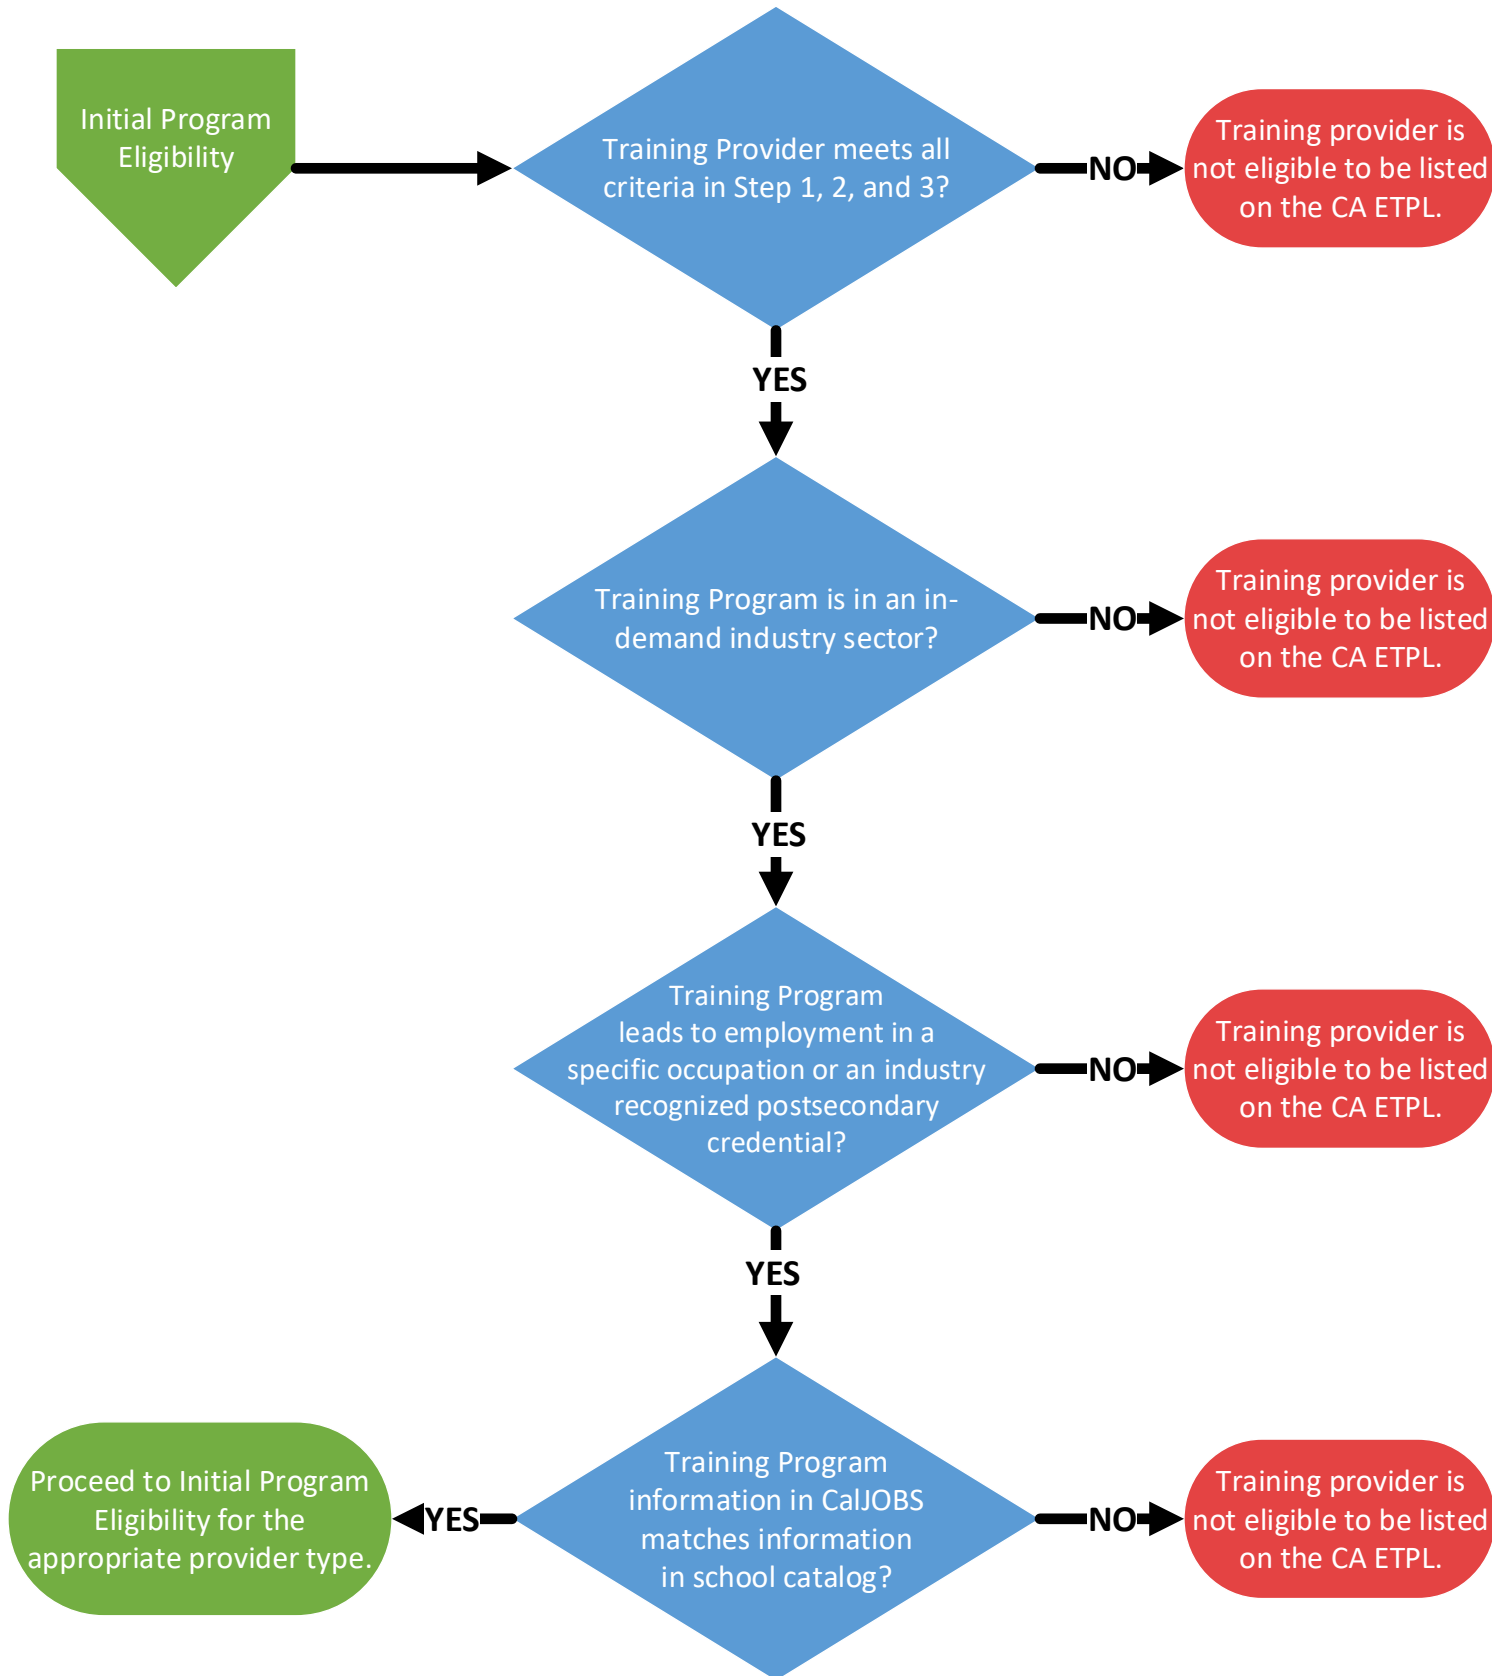 Initial Program
Eligibility
Training Provider meets all
criteria in Step 1, 2, and 3?
NO
Training provider is
not eligible to be listed
on the CA ETPL.
YES
Training Program is in an in-
demand industry sector?
NO
Training provider is
not eligible to be listed
on the CA ETPL.
YES
Training Program
leads to employment in a
specific occupation or an industry
recognized postsecondary
credential?
NO
Training provider is
not eligible to be listed
on the CA ETPL.
YES
Training Program
information in CalJOBS
matches information
in school catalog?
YES
Proceed to Initial Program
Eligibility for the
appropriate provider type.
NO
Training provider is
not eligible to be listed
on the CA ETPL.